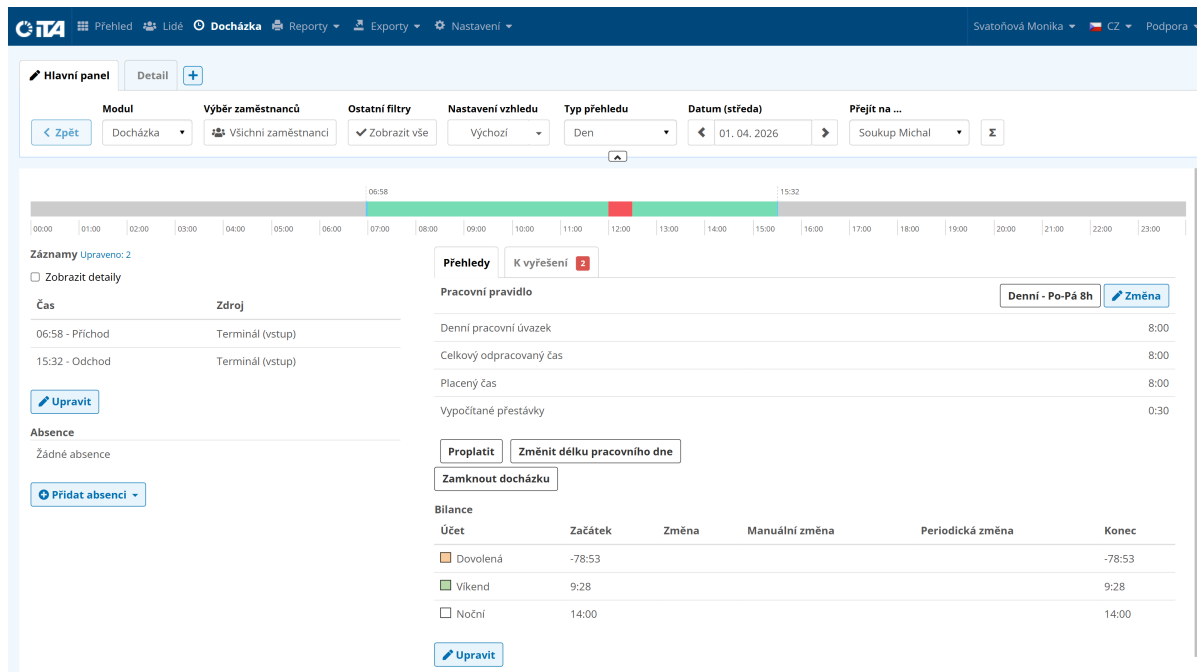 iTA Přehled Lidé Docházka Reporty Exporty Nastavení Svatoňová Monika CZ Podpora
Hlavní panel Detail +
Modul Výběr zaměstnanců Ostatní filtry Nastavení vzhledu Typ přehledu Datum (středa) Přejít na ...
Zpět Docházka Všichni zaměstnanci Zobrazit vše Výchozí Den 01. 04. 2026 Soukup Michal Σ
06:58 15:32
00:00 01:00 02:00 03:00 04:00 05:00 06:00 07:00 08:00 09:00 10:00 11:00 12:00 13:00 14:00 15:00 16:00 17:00 18:00 19:00 20:00 21:00 22:00 23:00
Záznamy Upraveno: 2
Zobrazit detaily
Čas Zdroj
06:58 - Příchod Terminál (vstup)
15:32 - Odchod Terminál (vstup)
Upravit
Absence
Žádné absence
Přidat absenci
Přehledy K vyřešení 2
Pracovní pravidlo Denní - Po-Pá 8h Změna
Denní pracovní úvazek 8:00
Celkový odpracovaný čas 8:00
Placený čas 8:00
Vypočítané přestávky 0:30
Proplatit Změnit délku pracovního dne
Zamknout docházku
Bilance
Účet Začátek Změna Manuální změna Periodická změna Konec
Dovolená -78:53 -78:53
Víkend 9:28 9:28
Noční 14:00 14:00
Upravit